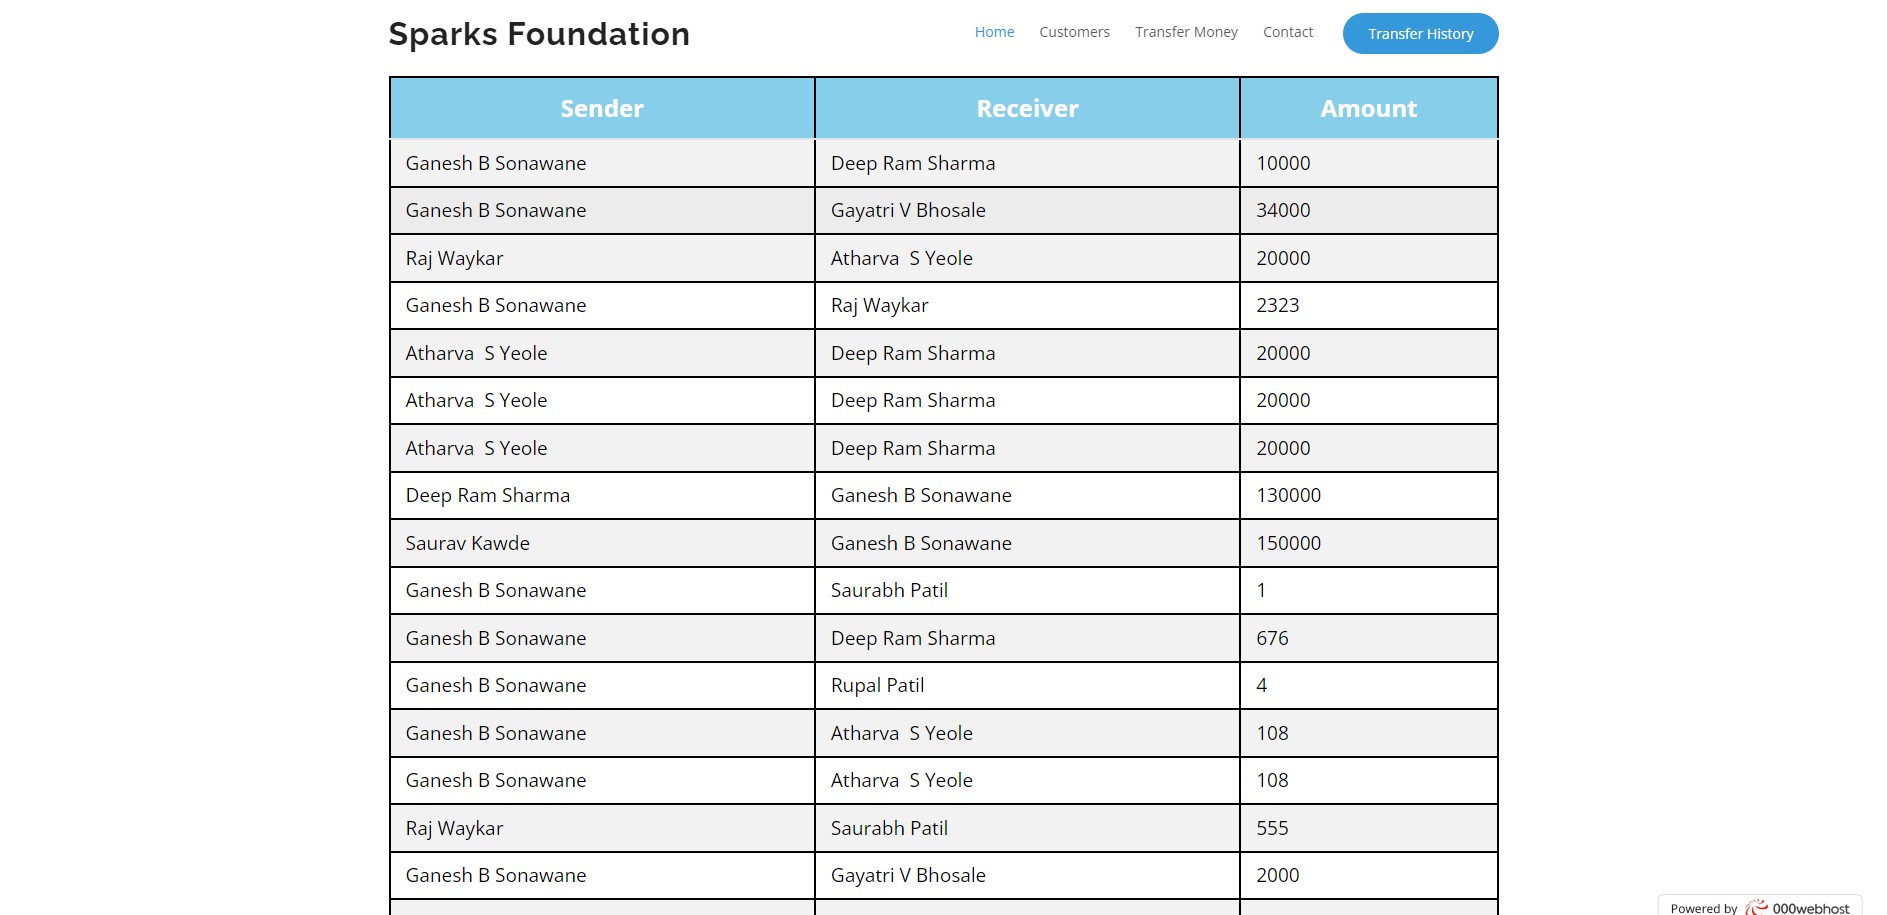 Sparks Foundation
Home Customers Transfer Money Contact Transfer History
Sender Receiver Amount
Ganesh B Sonawane Deep Ram Sharma 10000
Ganesh B Sonawane Gayatri V Bhosale 34000
Raj Waykar Atharva  S Yeole 20000
Ganesh B Sonawane Raj Waykar 2323
Atharva  S Yeole Deep Ram Sharma 20000
Atharva  S Yeole Deep Ram Sharma 20000
Atharva  S Yeole Deep Ram Sharma 20000
Deep Ram Sharma Ganesh B Sonawane 130000
Saurav Kawde Ganesh B Sonawane 150000
Ganesh B Sonawane Saurabh Patil 1
Ganesh B Sonawane Deep Ram Sharma 676
Ganesh B Sonawane Rupal Patil 4
Ganesh B Sonawane Atharva  S Yeole 108
Ganesh B Sonawane Atharva  S Yeole 108
Raj Waykar Saurabh Patil 555
Ganesh B Sonawane Gayatri V Bhosale 2000
Powered by 000webhost